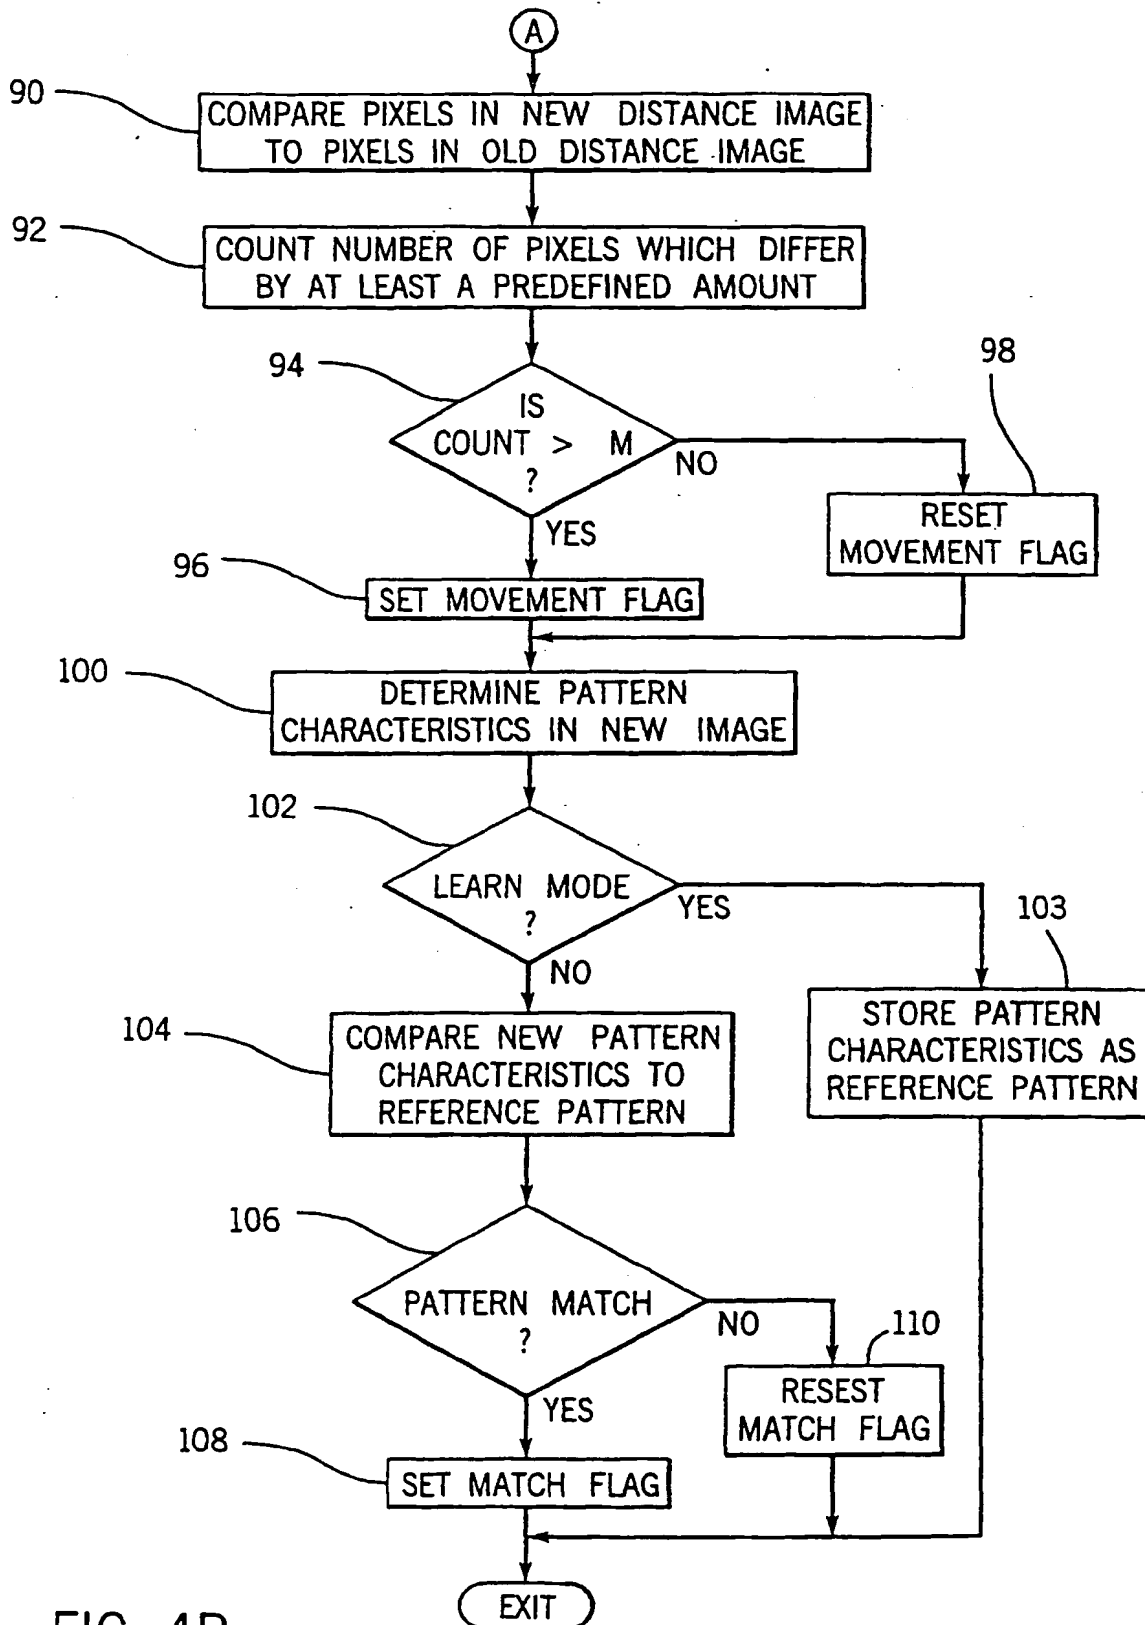 A
90
COMPARE PIXELS IN NEW DISTANCE IMAGE
TO PIXELS IN OLD DISTANCE IMAGE
92
COUNT NUMBER OF PIXELS WHICH DIFFER
BY AT LEAST A PREDEFINED AMOUNT
94
IS
COUNT > M
?
NO
YES
98
RESET
MOVEMENT FLAG
96
SET MOVEMENT FLAG
100
DETERMINE PATTERN
CHARACTERISTICS IN NEW IMAGE
102
LEARN MODE
?
YES
NO
103
STORE PATTERN
CHARACTERISTICS AS
REFERENCE PATTERN
104
COMPARE NEW PATTERN
CHARACTERISTICS TO
REFERENCE PATTERN
106
PATTERN MATCH
?
NO
YES
110
RESEST
MATCH FLAG
108
SET MATCH FLAG
EXIT